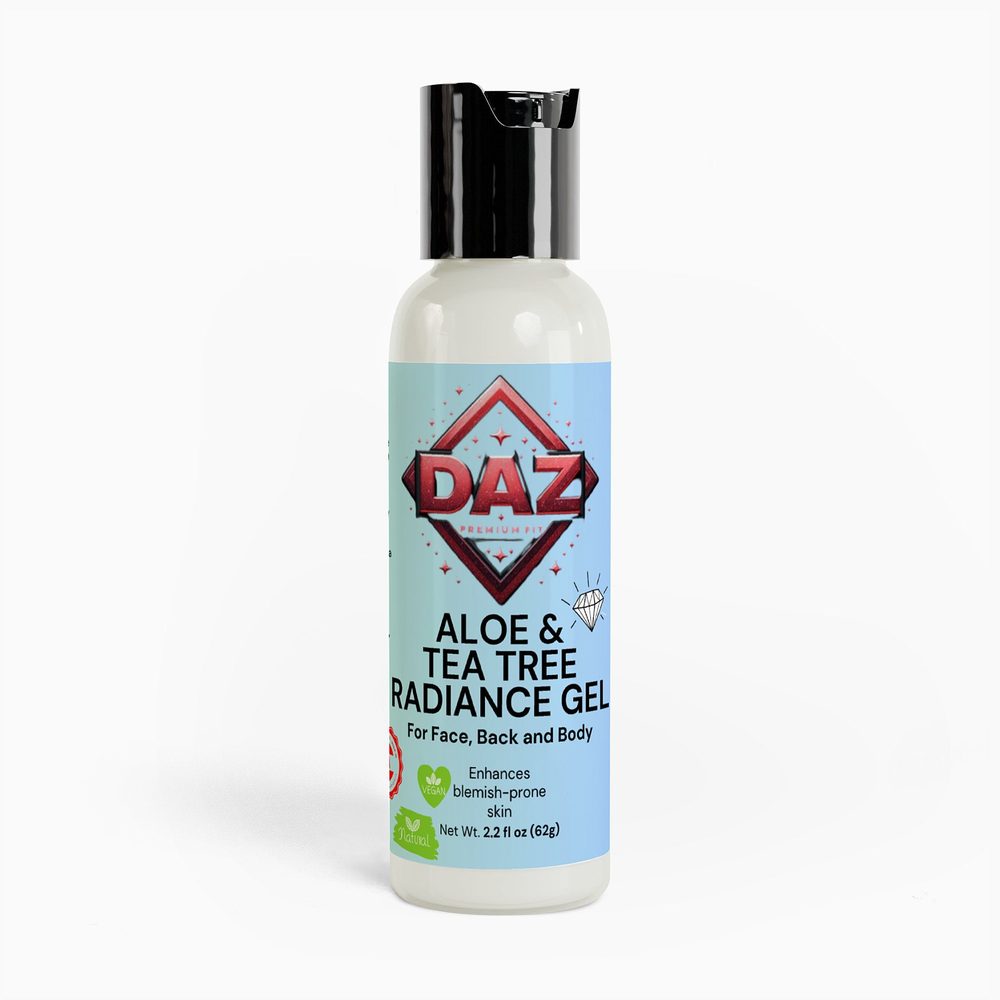 DAZ
PREMIUM FIT
ALOE &
TEA TREE
RADIANCE GEL
For Face, Back and Body
Enhances
VEGAN
blemish-prone
skin
Natural
Net Wt. 2.2 fl oz (62g)